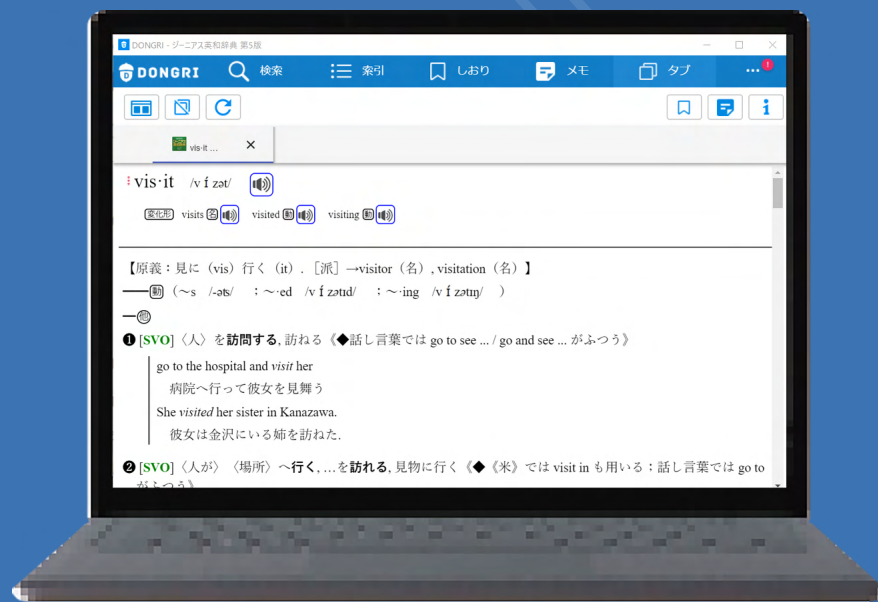 DONGRI - ジーニアス英和辞典 第5版
DONGRI 検索 索引 しおり メモ タブ ... !
vis·it ...
vis·it /v í zət/
変化形 visits 名 visited 動 visiting 動
【原義：見に（vis）行く（it）.［派］→visitor（名）, visitation（名）】
━━動（～s /-əts/ ；～·ed /v í zətɪd/ ；～·ing /v í zətɪŋ/ ）
━他
❶ [SVO]〈人〉を訪問する, 訪ねる《◆話し言葉では go to see ... / go and see ... がふつう》
go to the hospital and visit her
病院へ行って彼女を見舞う
She visited her sister in Kanazawa.
彼女は金沢にいる姉を訪ねた.
❷ [SVO]〈人が〉〈場所〉へ行く, …を訪れる, 見物に行く《◆《米》では visit in も用いる；話し言葉では go to
がふつう》